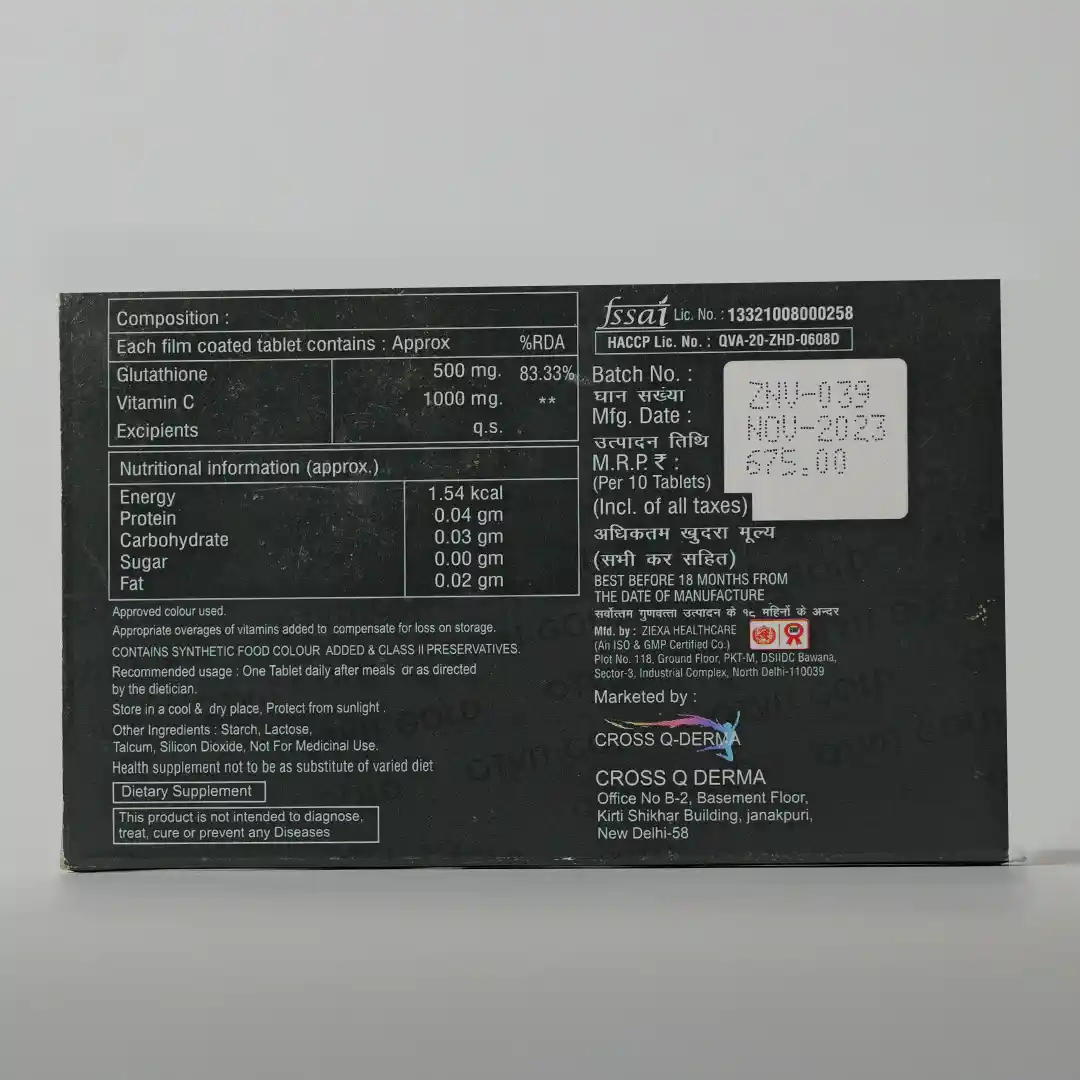 Composition :
Each film coated tablet contains : Approx %RDA
Glutathione 500 mg. 83.33%
Vitamin C 1000 mg. **
Excipients q.s.
Nutritional information (approx.)
Energy 1.54 kcal
Protein 0.04 gm
Carbohydrate 0.03 gm
Sugar 0.00 gm
Fat 0.02 gm
Approved colour used.
Appropriate overages of vitamins added to compensate for loss on storage.
CONTAINS SYNTHETIC FOOD COLOUR ADDED & CLASS II PRESERVATIVES.
Recommended usage : One Tablet daily after meals or as directed
by the dietician.
Store in a cool & dry place, Protect from sunlight .
Other Ingredients : Starch, Lactose,
Talcum, Silicon Dioxide, Not For Medicinal Use.
Health supplement not to be as substitute of varied diet
Dietary Supplement
This product is not intended to diagnose,
treat, cure or prevent any Diseases
fssai Lic. No. : 13321008000258
HACCP Lic. No. : QVA-20-ZHD-0608D
Batch No. :
घान सख्या
Mfg. Date :
उत्पादन तिथि
M.R.P. ₹ :
(Per 10 Tablets)
(Incl. of all taxes)
ZNV-039
NOV-2023
675.00
अधिकतम खुदरा मूल्य
(सभी कर सहित)
BEST BEFORE 18 MONTHS FROM
THE DATE OF MANUFACTURE
सर्वोत्तम गुणवत्ता उत्पादन के १८ महिनों के अन्दर
Mfd. by : ZIEXA HEALTHCARE
(An ISO & GMP Certified Co.)
Plot No. 118, Ground Floor, PKT-M, DSIIDC Bawana,
Sector-3, Industrial Complex, North Delhi-110039
Marketed by :
CROSS Q-DERMA
CROSS Q DERMA
Office No B-2, Basement Floor,
Kirti Shikhar Building, janakpuri,
New Delhi-58